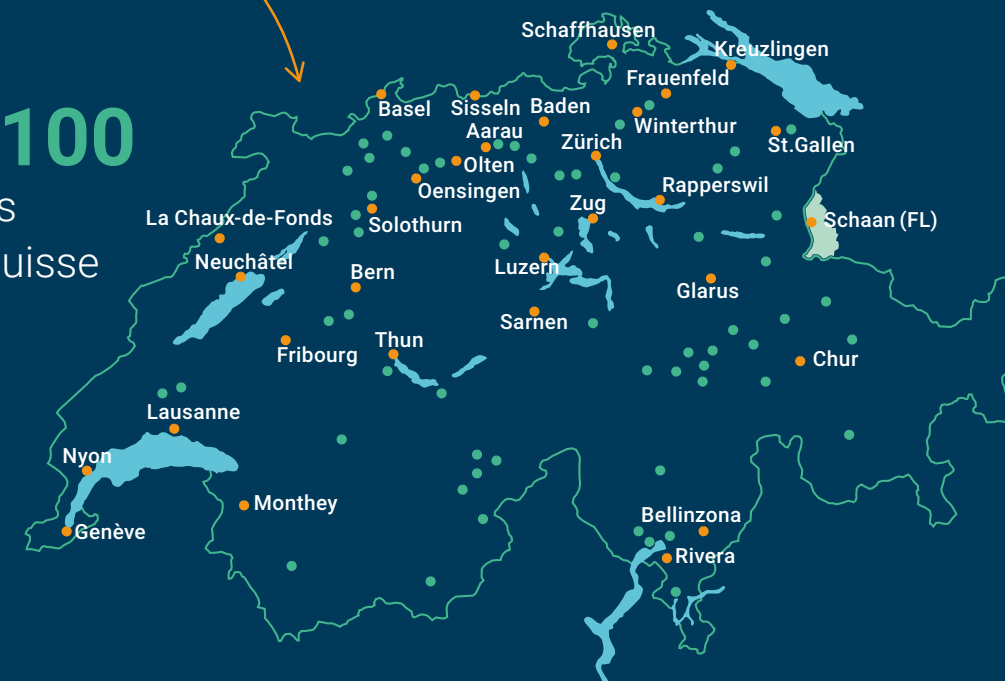 100
s
uisse
Schaffhausen
Kreuzlingen
Frauenfeld
Basel
Sisseln
Baden
Aarau
Winterthur
Zürich
St.Gallen
Olten
Oensingen
Rapperswil
Zug
La Chaux-de-Fonds
Solothurn
Schaan (FL)
Neuchâtel
Bern
Luzern
Glarus
Sarnen
Fribourg
Thun
Chur
Lausanne
Nyon
Monthey
Genève
Bellinzona
Rivera